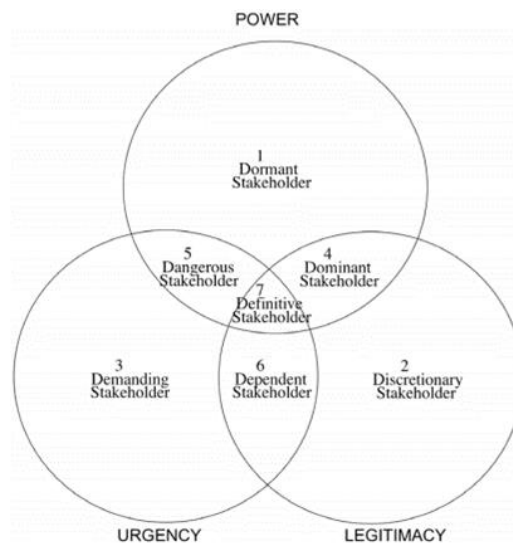 POWER
1
Dormant
Stakeholder
5
Dangerous
Stakeholder
4
Dominant
Stakeholder
7
Definitive
Stakeholder
3
Demanding
Stakeholder
6
Dependent
Stakeholder
2
Discretionary
Stakeholder
URGENCY
LEGITIMACY